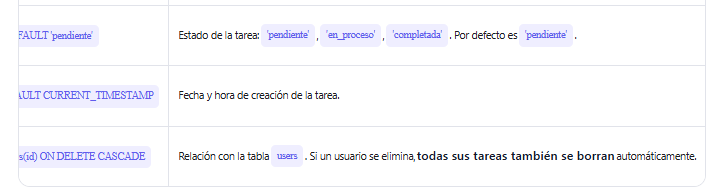 FAULT 'pendiente' Estado de la tarea: 'pendiente' , 'en_proceso' , 'completada' . Por defecto es 'pendiente' .
AULT CURRENT_TIMESTAMP Fecha y hora de creación de la tarea.
s(id) ON DELETE CASCADE Relación con la tabla users . Si un usuario se elimina, todas sus tareas también se borran automáticamente.